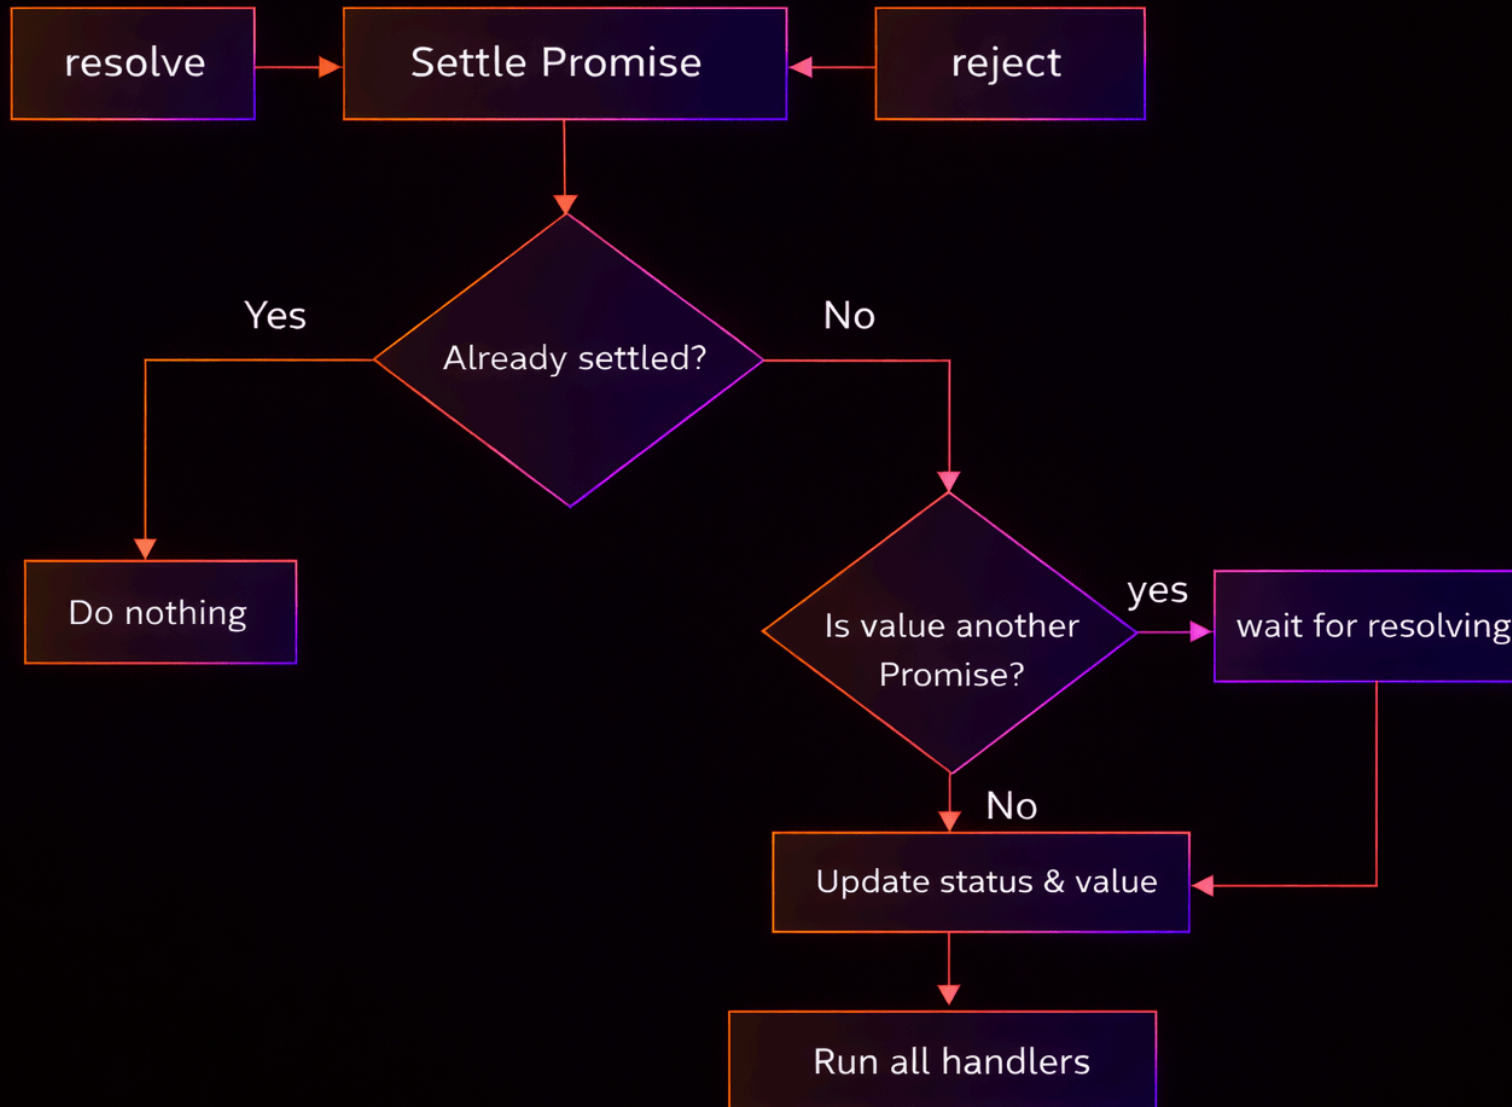 resolve
Settle Promise
reject
Yes
No
Already settled?
Do nothing
Is value another
Promise?
yes
wait for resolving
No
Update status & value
Run all handlers